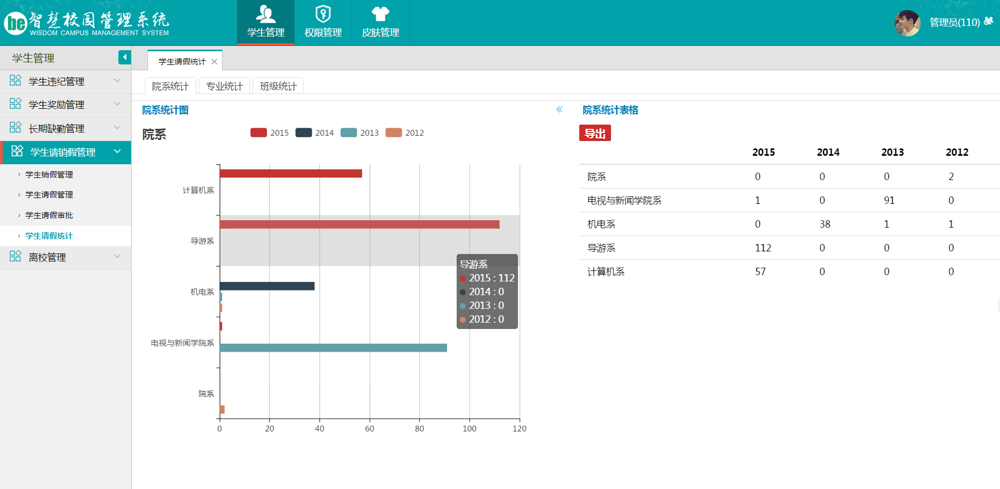 be 智慧校园管理系统
WISDOM CAMPUS MANAGEMENT SYSTEM
学生管理
权限管理
皮肤管理
管理员(110)
学生管理
学生违纪管理
学生奖励管理
长期缺勤管理
学生请销假管理
学生销假管理
学生请假管理
学生请假审批
学生请假统计
离校管理
学生请假统计
院系统计 专业统计 班级统计
院系统计图
院系
2015 2014 2013 2012
计算机系
导游系
机电系
电视与新闻学院系
院系
0 20 40 60 80 100 120
导游系
2015 : 112
2014 : 0
2013 : 0
2012 : 0
院系统计表格
导出
2015 2014 2013 2012
院系 0 0 0 2
电视与新闻学院系 1 0 91 0
机电系 0 38 1 1
导游系 112 0 0 0
计算机系 57 0 0 0